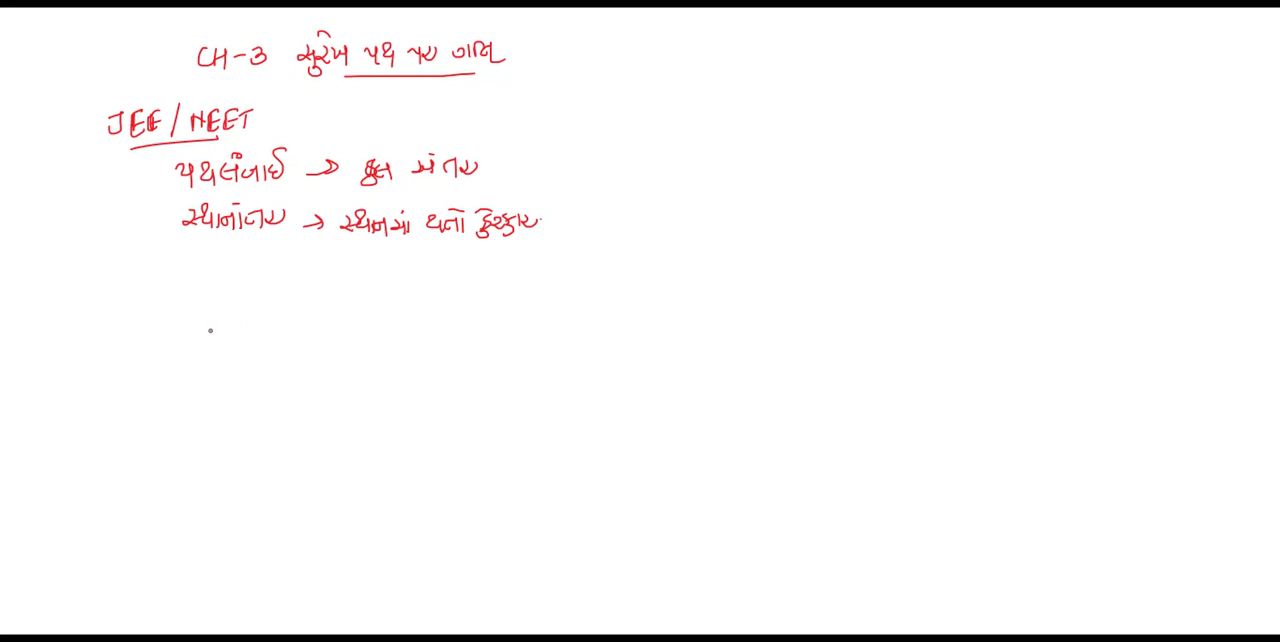 CH-3 સુરેખ પથ પર ગતિ
JEE/NEET
પથલંબાઈ → કુલ અંતર
સ્થાનાંતર → સ્થાનમાં થતો ફેરફાર